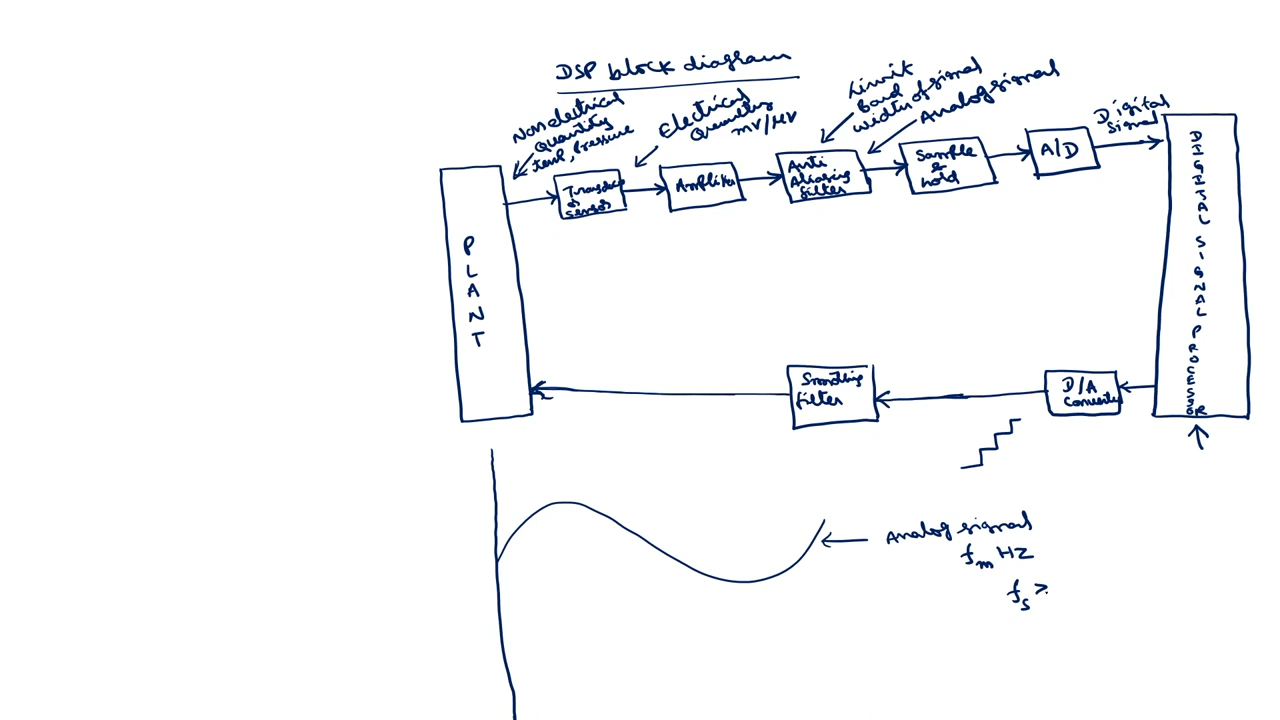 DSP block diagram
Non electrical
Quantity
temp, Pressure
Electrical
Quantity
mV/μV
Limit
Band
width of signal
Analog signal
Digital
Signal
PLANT
Transducer
or
sensor
Amplifier
Anti
Aliasing
filter
Sample
&
hold
A/D
DIGITAL SIGNAL PROCESSOR
Smoothing
filter
D/A
Converter
Analog signal
fm HZ
fs >